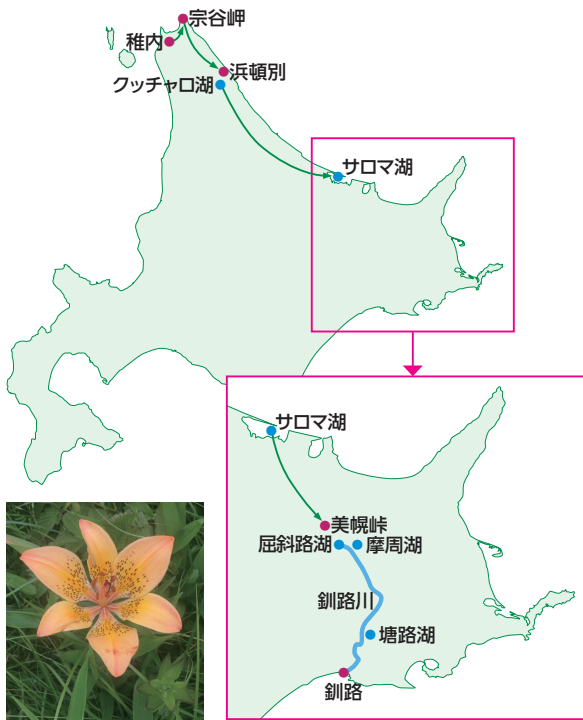 宗谷岬
稚内
浜頓別
クッチャロ湖
サロマ湖
サロマ湖
美幌峠
屈斜路湖
摩周湖
釧路川
塘路湖
釧路